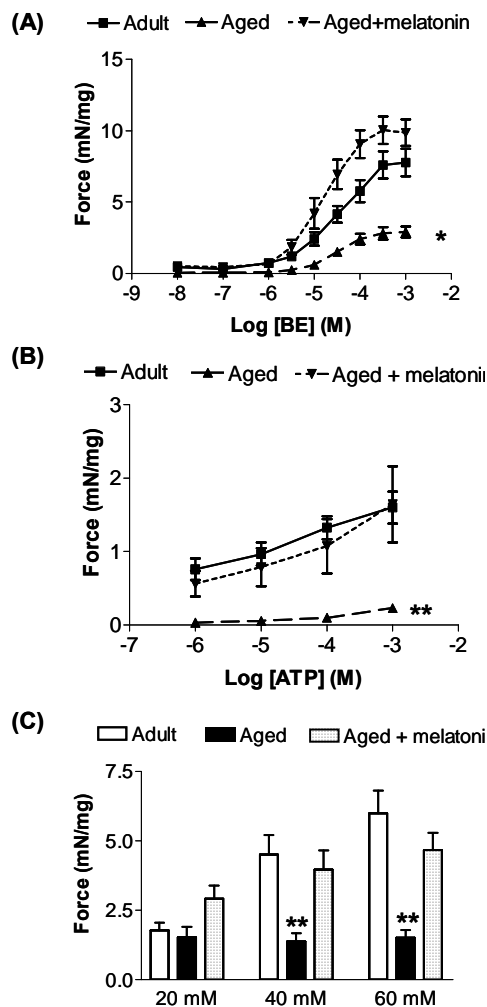 (A)
Adult Aged Aged+melatonin
Force (mN/mg)
15
10
5
0
-9 -8 -7 -6 -5 -4 -3 -2
*
Log [BE] (M)
(B)
Adult Aged Aged + melatonin
Force (mN/mg)
3
2
1
0
-7 -6 -5 -4 -3 -2
**
Log [ATP] (M)
(C)
Adult Aged Aged + melatoni
Force (mN/mg)
7.5
5.0
2.5
0.0
** **
20 mM 40 mM 60 mM